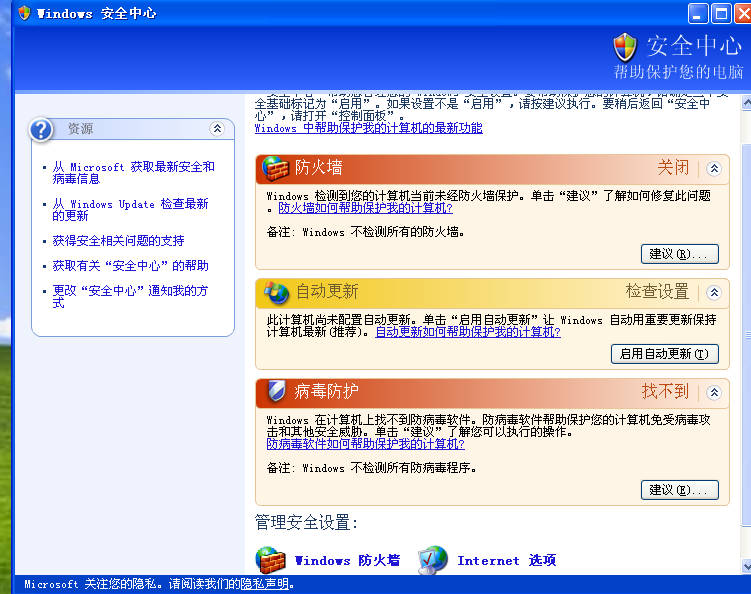 Windows 安全中心
安全中心
帮助保护您的电脑
资源
从 Microsoft 获取最新安全和
病毒信息
从 Windows Update 检查最新
的更新
获得安全相关问题的支持
获取有关“安全中心”的帮助
更改“安全中心”通知我的方
式
全基础标记为“启用”。如果设置不是“启用”,请按建议执行。要稍后返回“安全中
心”,请打开“控制面板”。
Windows 中帮助保护我的计算机的最新功能
防火墙 关闭
Windows 检测到您的计算机当前未经防火墙保护。单击“建议”了解如何修复此问题
。防火墙如何帮助保护我的计算机?
备注: Windows 不检测所有的防火墙。
建议(R)...
自动更新 检查设置
此计算机尚未配置自动更新。单击“启用自动更新”让 Windows 自动用重要更新保持
计算机最新(推荐)。自动更新如何帮助保护我的计算机?
启用自动更新(T)
病毒防护 找不到
Windows 在计算机上找不到防病毒软件。防病毒软件帮助保护您的计算机免受病毒攻
击和其他安全威胁。单击“建议”了解您可以执行的操作。
防病毒软件如何帮助保护我的计算机?
备注: Windows 不检测所有防病毒程序。
建议(E)...
管理安全设置:
Windows 防火墙 Internet 选项
Microsoft 关注您的隐私。请阅读我们的隐私声明。